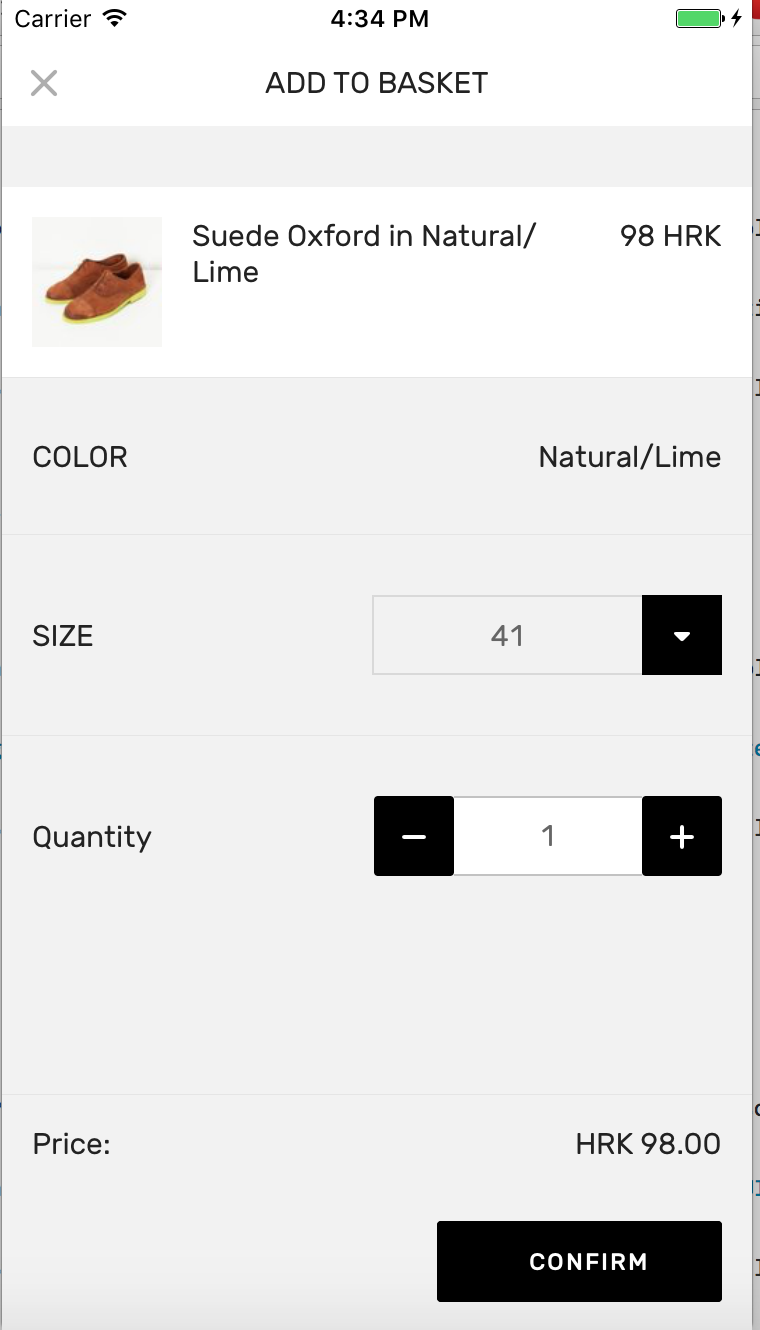 Carrier 4:34 PM
ADD TO BASKET
Suede Oxford in Natural/ 98 HRK
Lime
COLOR Natural/Lime
SIZE 41
Quantity 1
Price: HRK 98.00
CONFIRM